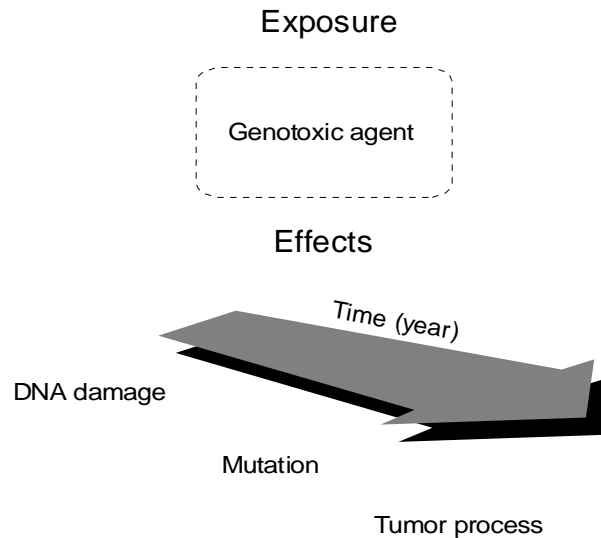 Exposure
Genotoxic agent
Effects
Time (year)
DNA damage
Mutation
Tumor process